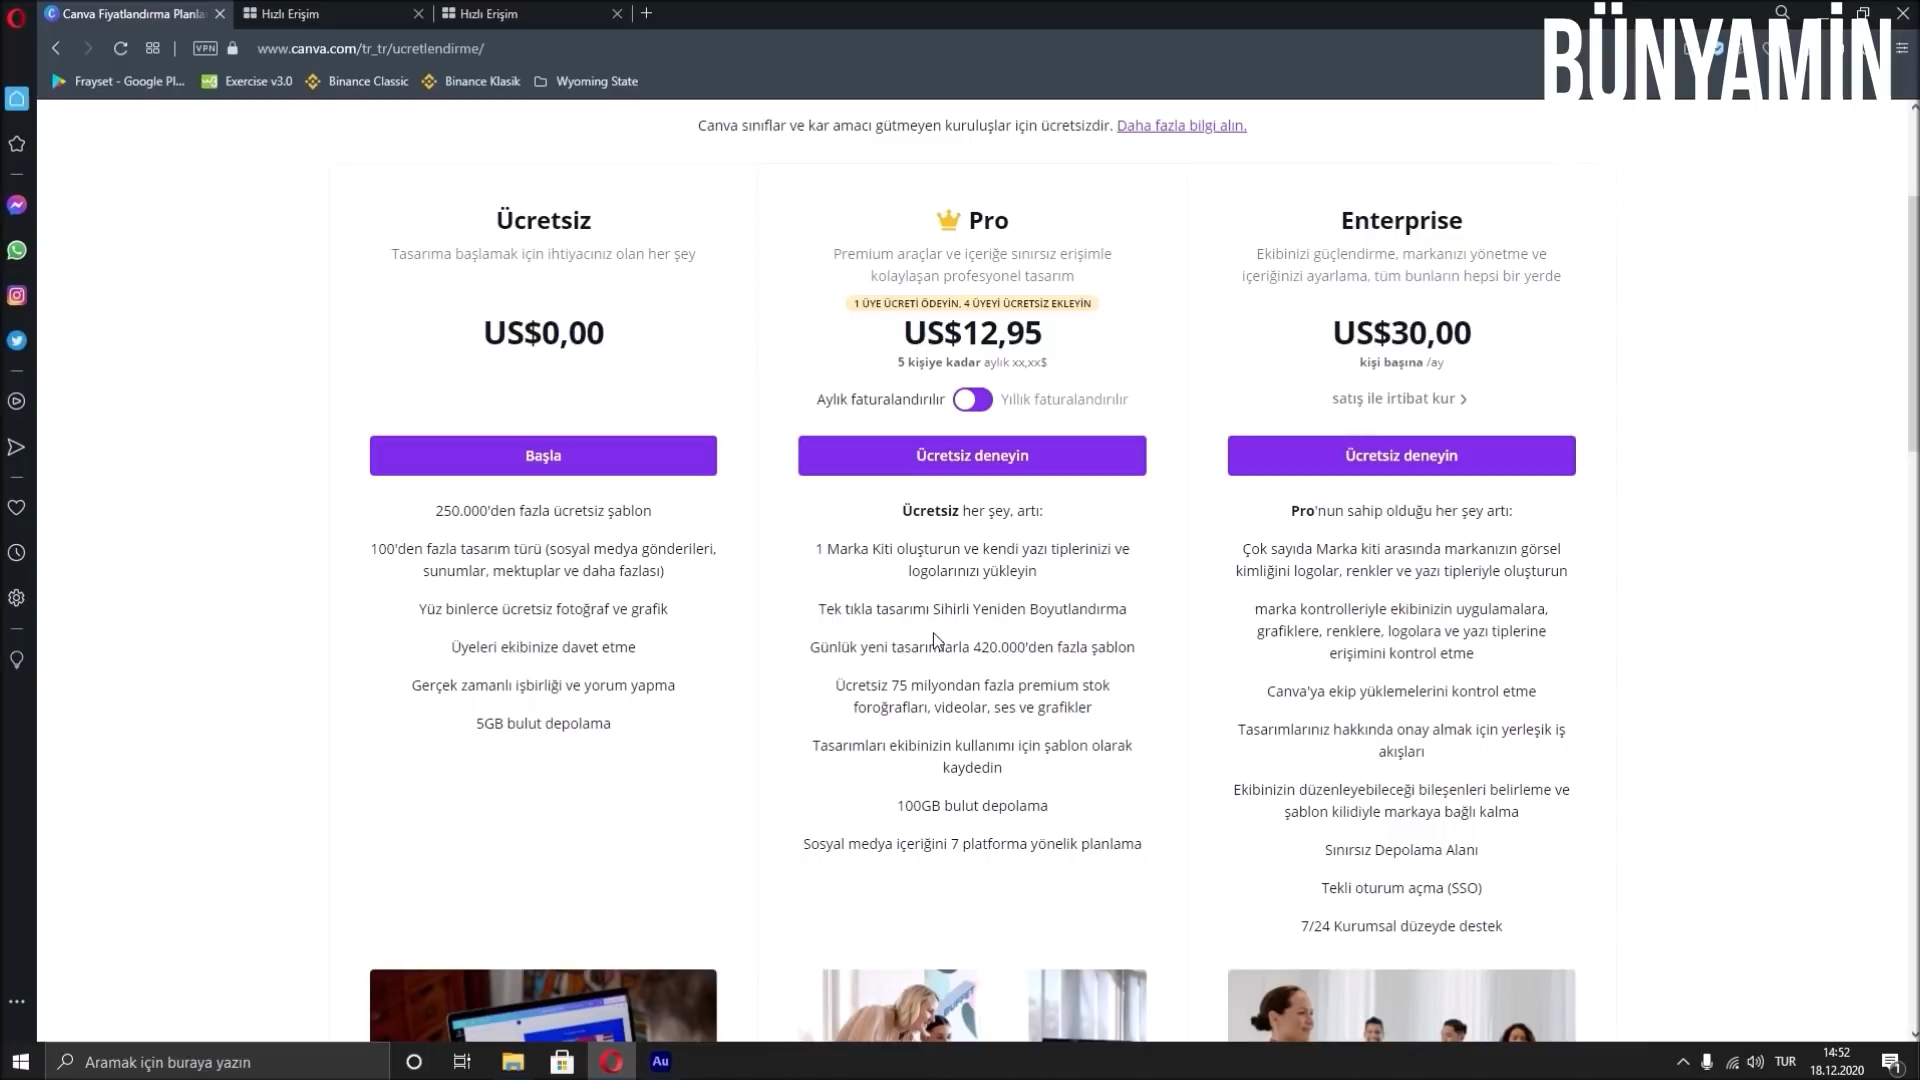 Canva Fiyatlandırma Planla
Hızlı Erişim
Hızlı Erişim
VPN
www.canva.com/tr_tr/ucretlendirme/
BÜNYAMİN
Frayset - Google Pl...
Exercise v3.0
Binance Classic
Binance Klasik
Wyoming State
Canva sınıflar ve kar amacı gütmeyen kuruluşlar için ücretsizdir. Daha fazla bilgi alın.
Ücretsiz
Tasarıma başlamak için ihtiyacınız olan her şey
US$0,00
Başla
250.000'den fazla ücretsiz şablon
100'den fazla tasarım türü (sosyal medya gönderileri,
sunumlar, mektuplar ve daha fazlası)
Yüz binlerce ücretsiz fotoğraf ve grafik
Üyeleri ekibinize davet etme
Gerçek zamanlı işbirliği ve yorum yapma
5GB bulut depolama
Pro
Premium araçlar ve içeriğe sınırsız erişimle
kolaylaşan profesyonel tasarım
1 ÜYE ÜCRETİ ÖDEYİN, 4 ÜYEYİ ÜCRETSİZ EKLEYİN
US$12,95
5 kişiye kadar aylık xx,xx$
Aylık faturalandırılır
Yıllık faturalandırılır
Ücretsiz deneyin
Ücretsiz her şey, artı:
1 Marka Kiti oluşturun ve kendi yazı tiplerinizi ve
logolarınızı yükleyin
Tek tıkla tasarımı Sihirli Yeniden Boyutlandırma
Günlük yeni tasarımlarla 420.000'den fazla şablon
Ücretsiz 75 milyondan fazla premium stok
foroğrafları, videolar, ses ve grafikler
Tasarımları ekibinizin kullanımı için şablon olarak
kaydedin
100GB bulut depolama
Sosyal medya içeriğini 7 platforma yönelik planlama
Enterprise
Ekibinizi güçlendirme, markanızı yönetme ve
içeriğinizi ayarlama, tüm bunların hepsi bir yerde
US$30,00
kişi başına /ay
satış ile irtibat kur
Ücretsiz deneyin
Pro'nun sahip olduğu her şey artı:
Çok sayıda Marka kiti arasında markanızın görsel
kimliğini logolar, renkler ve yazı tipleriyle oluşturun
marka kontrolleriyle ekibinizin uygulamalara,
grafiklere, renklere, logolara ve yazı tiplerine
erişimini kontrol etme
Canva'ya ekip yüklemelerini kontrol etme
Tasarımlarınız hakkında onay almak için yerleşik iş
akışları
Ekibinizin düzenleyebileceği bileşenleri belirleme ve
şablon kilidiyle markaya bağlı kalma
Sınırsız Depolama Alanı
Tekli oturum açma (SSO)
7/24 Kurumsal düzeyde destek
Aramak için buraya yazın
Au
TUR
14:52
18.12.2020
1